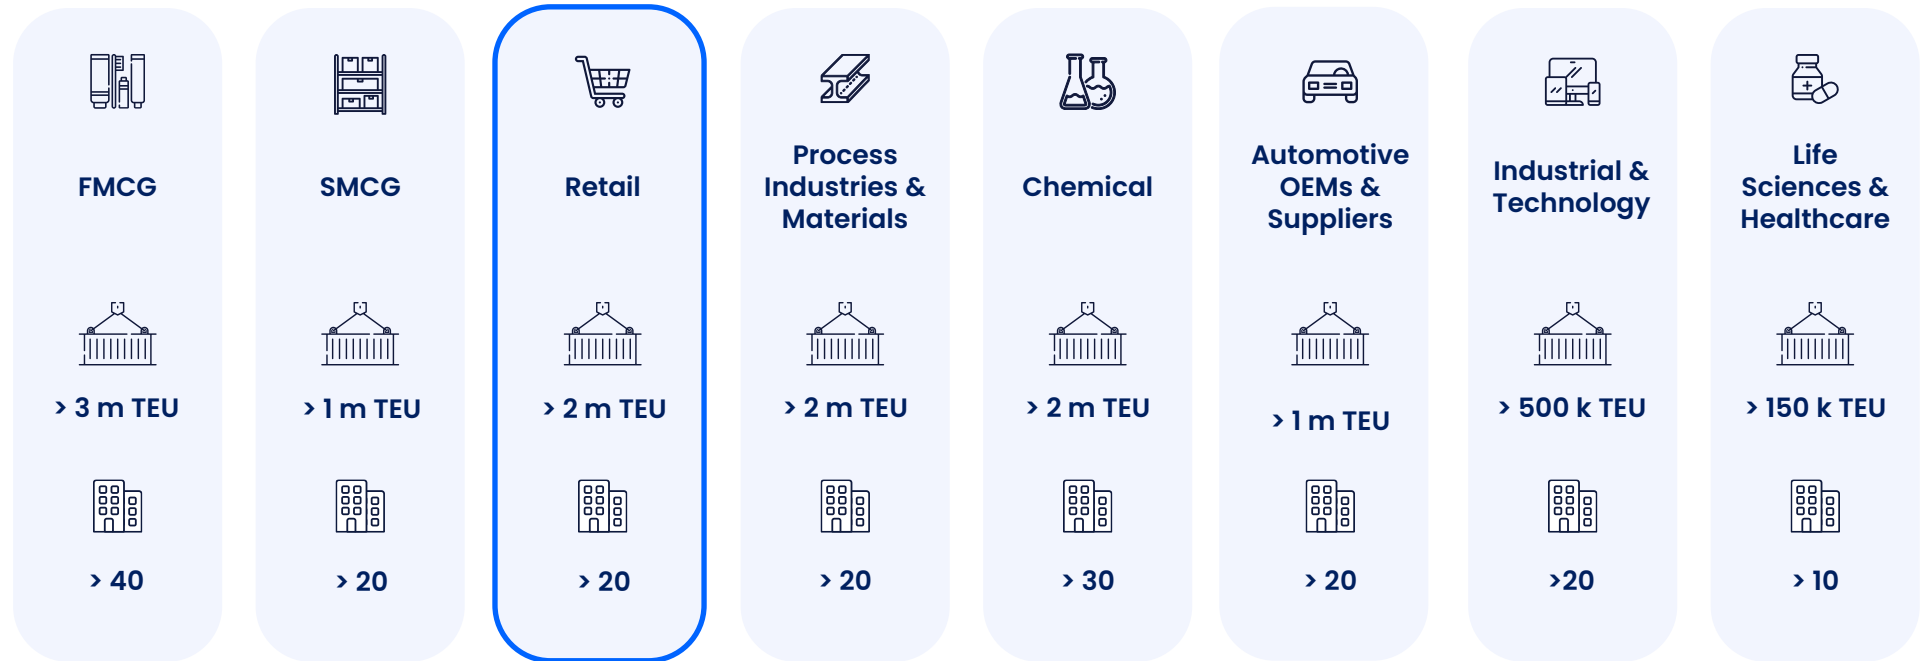 FMCG
> 3 m TEU
> 40
SMCG
> 1 m TEU
> 20
Retail
> 2 m TEU
> 20
Process
Industries &
Materials
> 2 m TEU
> 20
Chemical
> 2 m TEU
> 30
Automotive
OEMs &
Suppliers
> 1 m TEU
> 20
Industrial &
Technology
> 500 k TEU
>20
Life
Sciences &
Healthcare
> 150 k TEU
> 10